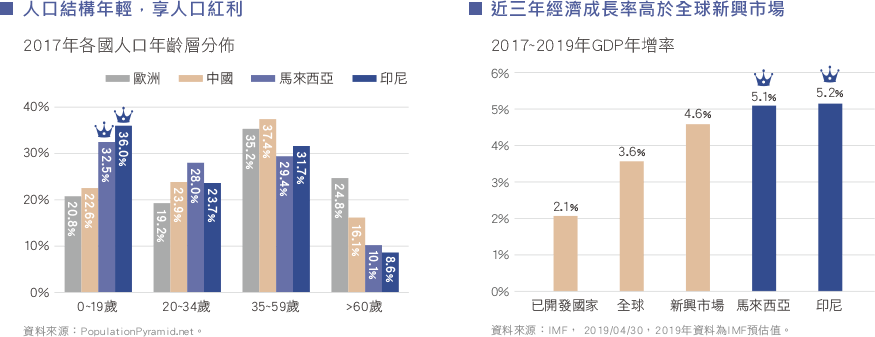 人口結構年輕，享人口紅利
2017年各國人口年齡層分佈
歐洲 中國 馬來西亞 印尼
40%
30%
20%
10%
0%
20.8% 22.6% 32.5% 36.0%
19.2% 23.9% 28.0% 23.7%
35.2% 37.4% 29.4% 31.7%
24.8% 16.1% 10.1% 8.6%
0~19歲 20~34歲 35~59歲 >60歲
資料來源：PopulationPyramid.net。
近三年經濟成長率高於全球新興市場
2017~2019年GDP年增率
6%
5%
4%
3%
2%
1%
0%
2.1% 3.6% 4.6% 5.1% 5.2%
已開發國家 全球 新興市場 馬來西亞 印尼
資料來源：IMF， 2019/04/30，2019年資料為IMF預估值。